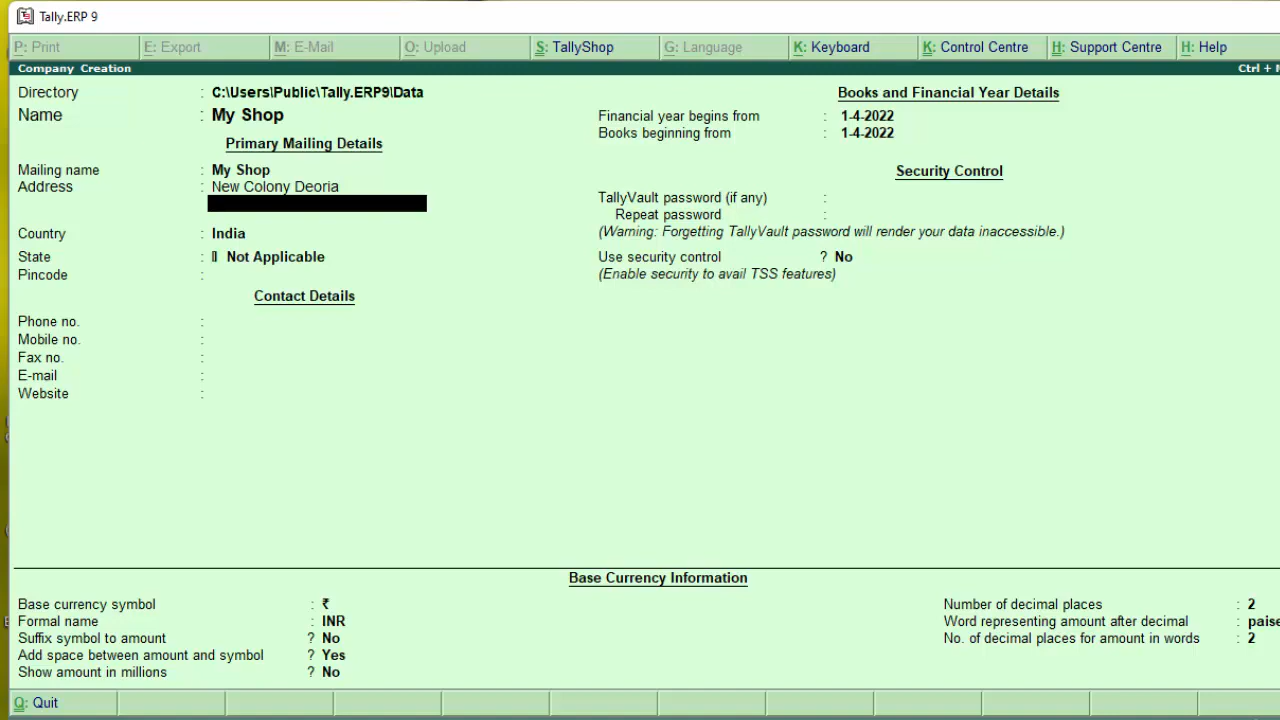 Tally.ERP 9
P: Print E: Export M: E-Mail O: Upload S: TallyShop G: Language K: Keyboard K: Control Centre H: Support Centre H: Help
Company Creation Ctrl +
Directory : C:\Users\Public\Tally.ERP9\Data
Name : My Shop
Primary Mailing Details
Mailing name : My Shop
Address : New Colony Deoria
Country : India
State : Not Applicable
Pincode :
Contact Details
Phone no. :
Mobile no. :
Fax no. :
E-mail :
Website :
Books and Financial Year Details
Financial year begins from : 1-4-2022
Books beginning from : 1-4-2022
Security Control
TallyVault password (if any) :
Repeat password :
(Warning: Forgetting TallyVault password will render your data inaccessible.)
Use security control ? No
(Enable security to avail TSS features)
Base Currency Information
Base currency symbol : ₹
Formal name : INR
Suffix symbol to amount ? No
Add space between amount and symbol ? Yes
Show amount in millions ? No
Number of decimal places : 2
Word representing amount after decimal : paise
No. of decimal places for amount in words : 2
Q: Quit